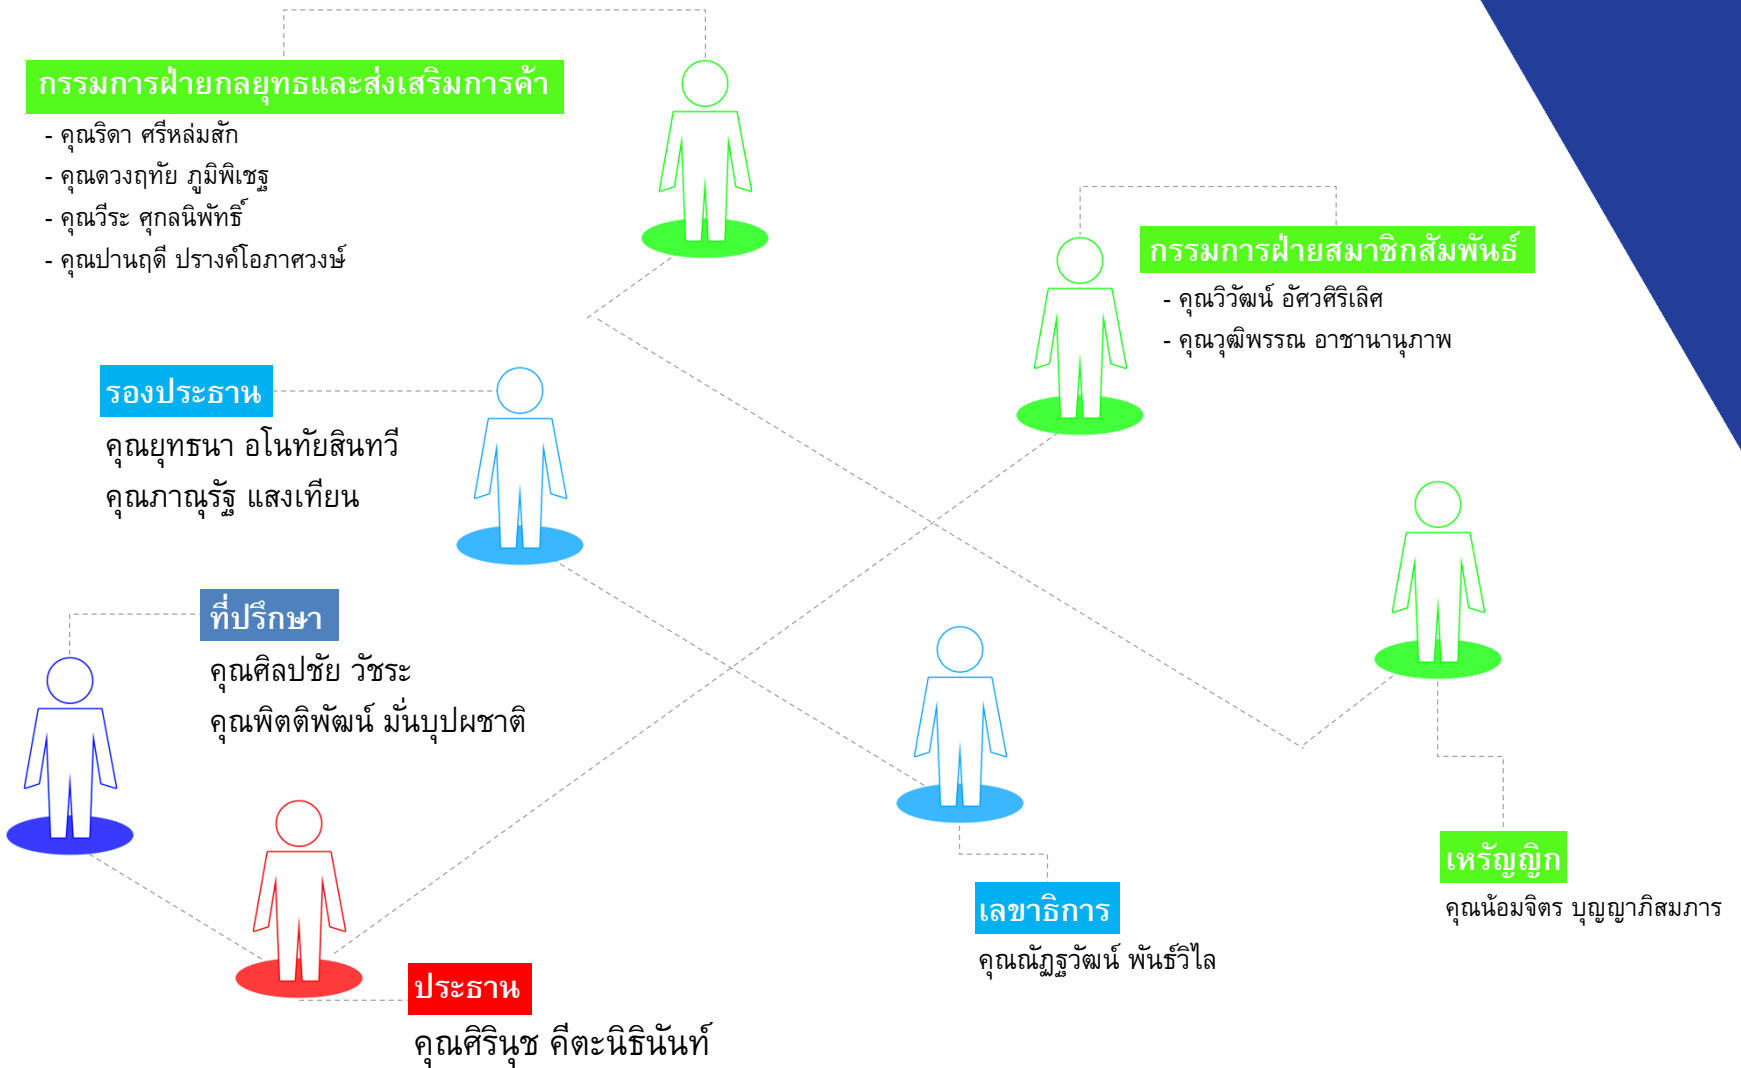 กรรมการฝ่ายกลยุทธและส่งเสริมการค้า
- คุณริดา ศรีหล่มสัก
- คุณดวงฤทัย ภูมิพิเชฐ
- คุณวีระ ศุกลนิพัทธิ์
- คุณปานฤดี ปรางค์โอภาศวงษ์
กรรมการฝ่ายสมาชิกสัมพันธ์
- คุณวิวัฒน์ อัศวศิริเลิศ
- คุณวุฒิพรรณ อาชานานุภาพ
รองประธาน
คุณยุทธนา อโนทัยสินทวี
คุณภาณุรัฐ แสงเทียน
ที่ปรึกษา
คุณศิลปชัย วัชระ
คุณพิตติพัฒน์ มั่นบุปผชาติ
เหรัญญิก
คุณน้อมจิตร บุญญาภิสมภาร
เลขาธิการ
คุณณัฏฐวัฒน์ พันธ์วิไล
ประธาน
คุณศิรินุช คีตะนิธินันท์